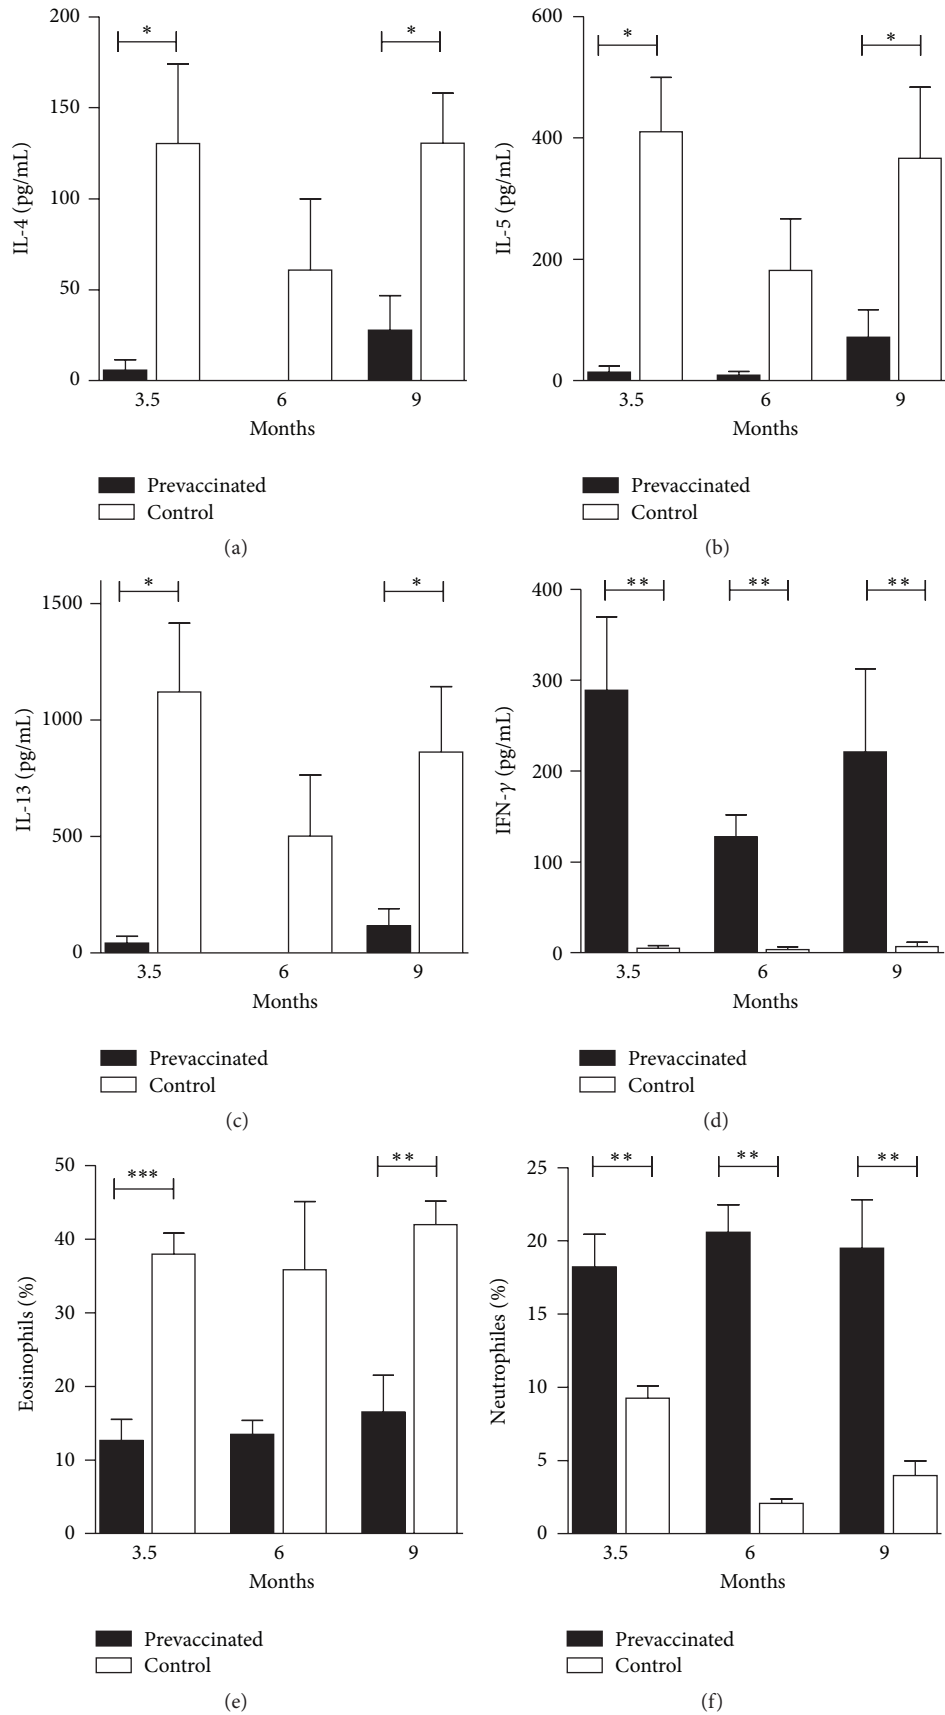 200
150
100
50
0
IL-4 (pg/mL)
*
*
3.5 6 9
Months
Prevaccinated
Control
(a)
600
400
200
0
IL-5 (pg/mL)
*
*
3.5 6 9
Months
Prevaccinated
Control
(b)
1500
1000
500
0
IL-13 (pg/mL)
*
*
3.5 6 9
Months
Prevaccinated
Control
(c)
400
300
200
100
0
IFN-γ (pg/mL)
**
**
**
3.5 6 9
Months
Prevaccinated
Control
(d)
50
40
30
20
10
0
Eosinophils (%)
***
**
3.5 6 9
Months
Prevaccinated
Control
(e)
25
20
15
10
5
0
Neutrophiles (%)
**
**
**
3.5 6 9
Months
Prevaccinated
Control
(f)